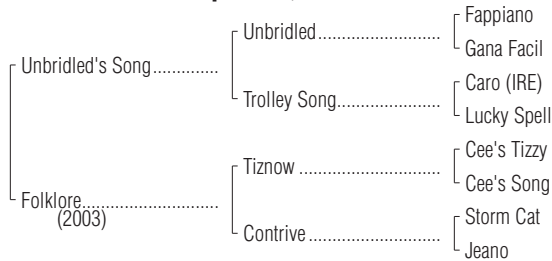 Fappiano
Unbridled..................
Gana Facil
Unbridled's Song..............
Caro (IRE)
Trolley Song.................
Lucky Spell
Cee's Tizzy
Tiznow ......................
Cee's Song
Folklore.............................
(2003)
Storm Cat
Contrive ......................
Jeano